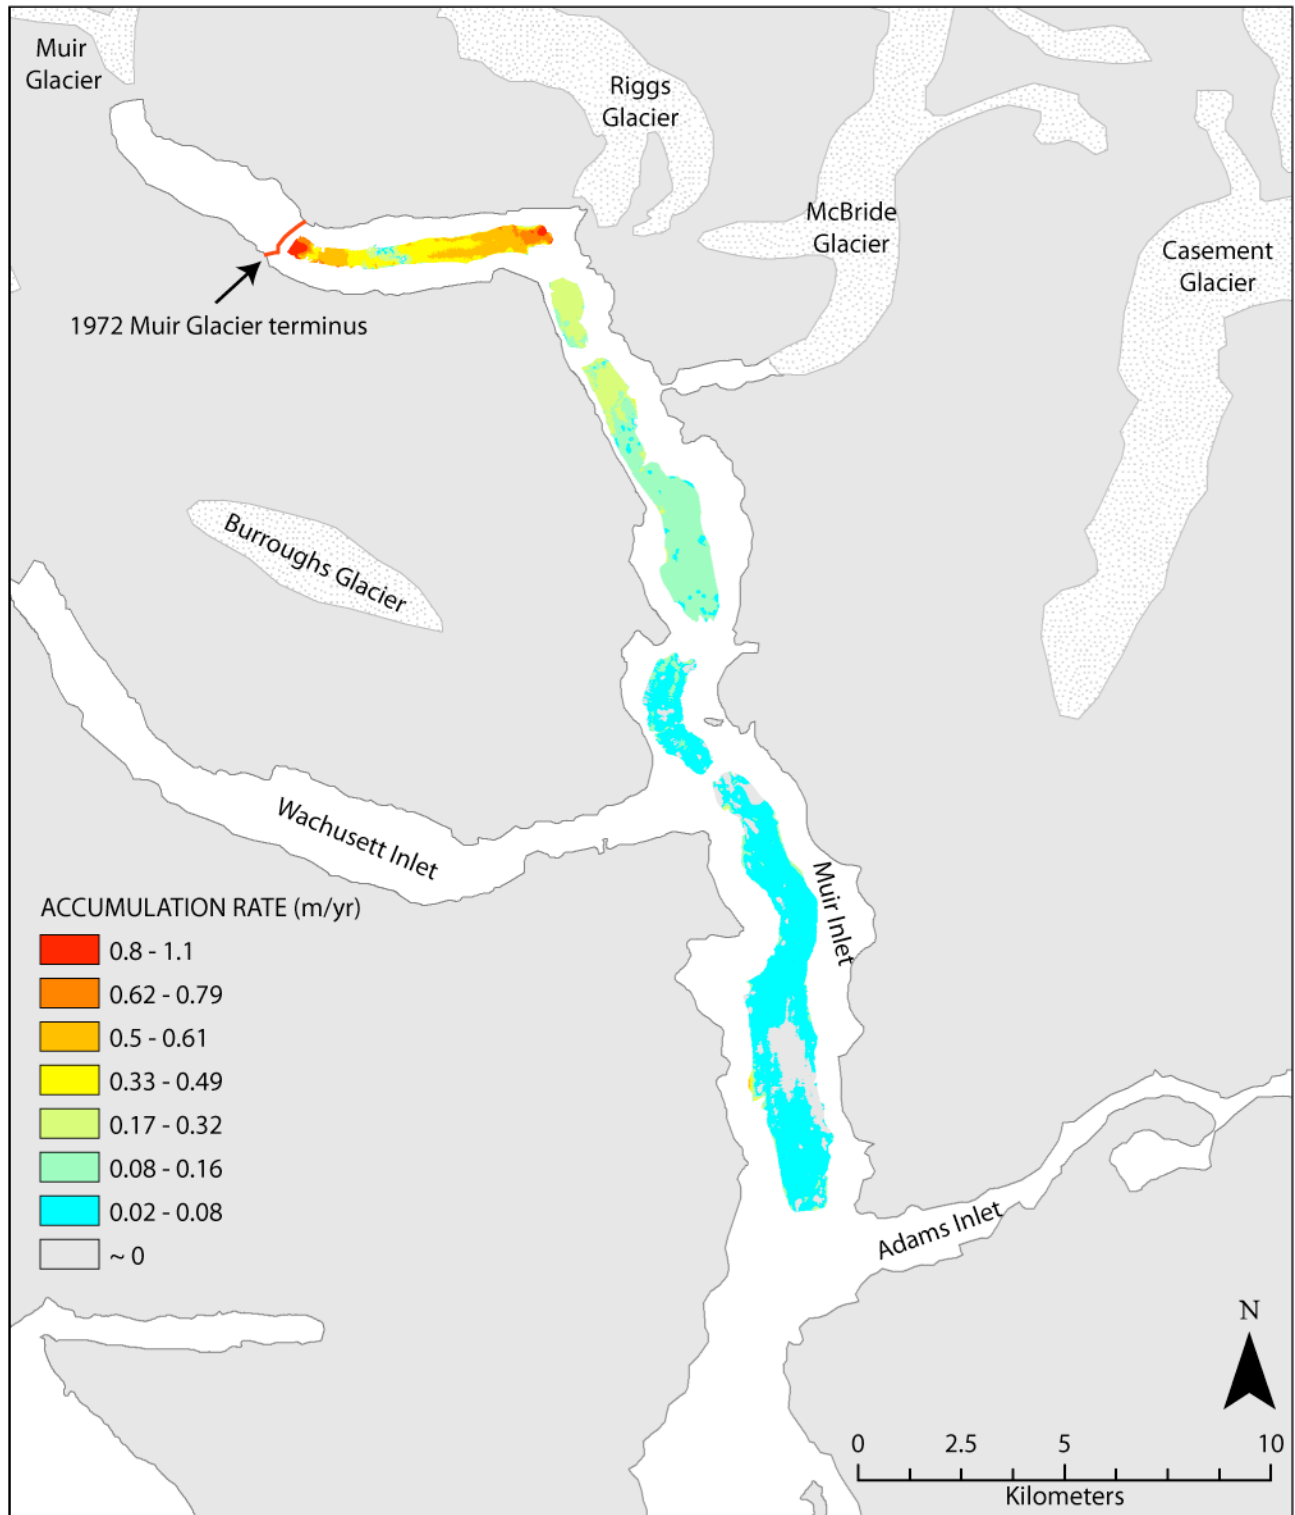 Muir
Glacier
Riggs
Glacier
McBride
Glacier
Casement
Glacier
1972 Muir Glacier terminus
Burroughs Glacier
Wachusett Inlet
Muir Inlet
ACCUMULATION RATE (m/yr)
0.8 - 1.1
0.62 - 0.79
0.5 - 0.61
0.33 - 0.49
0.17 - 0.32
0.08 - 0.16
0.02 - 0.08
~ 0
Adams Inlet
N
0 2.5 5 10
Kilometers